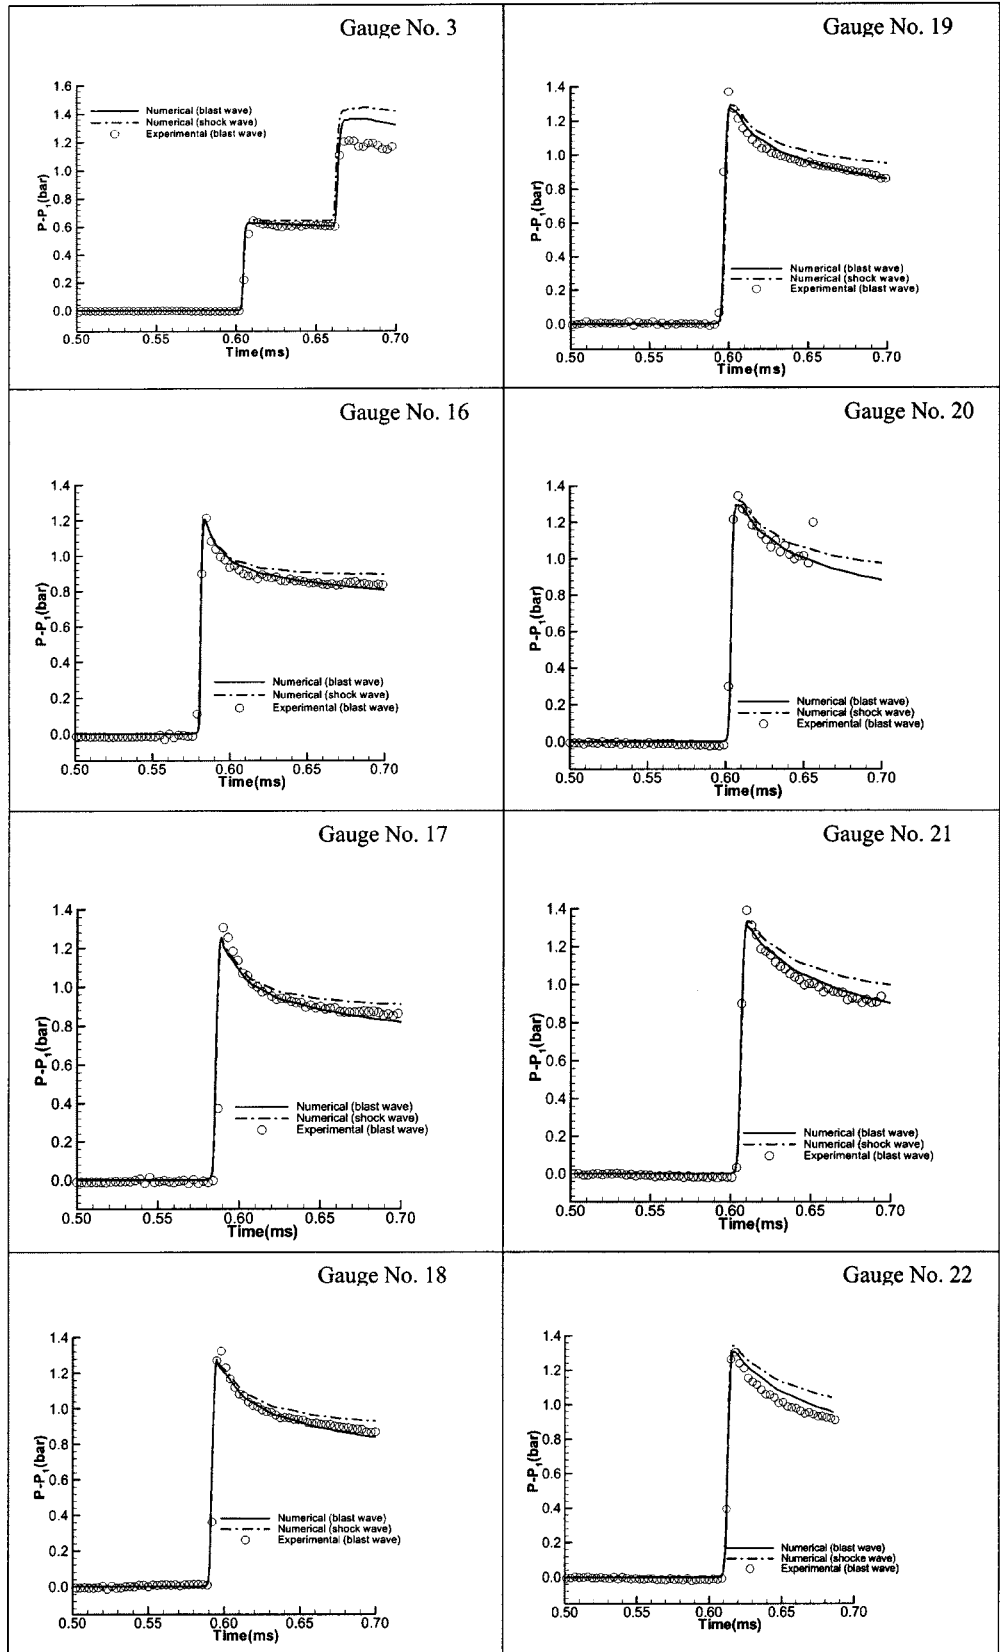 Gauge No. 3
P-P1(bar)
1.6
1.4
1.2
1.0
0.8
0.6
0.4
0.2
0.0
Numerical (blast wave)
Numerical (shock wave)
Experimental (blast wave)
0.50 0.55 0.60 0.65 0.70
Time(ms)
Gauge No. 19
P-P1(bar)
1.4
1.2
1.0
0.8
0.6
0.4
0.2
0.0
Numerical (blast wave)
Numerical (shock wave)
Experimental (blast wave)
0.50 0.55 0.60 0.65 0.70
Time(ms)
Gauge No. 16
P-P1(bar)
1.4
1.2
1.0
0.8
0.6
0.4
0.2
0.0
Numerical (blast wave)
Numerical (shock wave)
Experimental (blast wave)
0.50 0.55 0.60 0.65 0.70
Time(ms)
Gauge No. 20
P-P1(bar)
1.4
1.2
1.0
0.8
0.6
0.4
0.2
0.0
Numerical (blast wave)
Numerical (shock wave)
Experimental (blast wave)
0.50 0.55 0.60 0.65 0.70
Time(ms)
Gauge No. 17
P-P1(bar)
1.4
1.2
1.0
0.8
0.6
0.4
0.2
0.0
Numerical (blast wave)
Numerical (shock wave)
Experimental (blast wave)
0.50 0.55 0.60 0.65 0.70
Time(ms)
Gauge No. 21
P-P1(bar)
1.4
1.2
1.0
0.8
0.6
0.4
0.2
0.0
Numerical (blast wave)
Numerical (shock wave)
Experimental (blast wave)
0.50 0.55 0.60 0.65 0.70
Time(ms)
Gauge No. 18
P-P1(bar)
1.4
1.2
1.0
0.8
0.6
0.4
0.2
0.0
Numerical (blast wave)
Numerical (shock wave)
Experimental (blast wave)
0.50 0.55 0.60 0.65 0.70
Time(ms)
Gauge No. 22
P-P1(bar)
1.4
1.2
1.0
0.8
0.6
0.4
0.2
0.0
Numerical (blast wave)
Numerical (shocke wave)
Experimental (blast wave)
0.50 0.55 0.60 0.65 0.70
Time(ms)